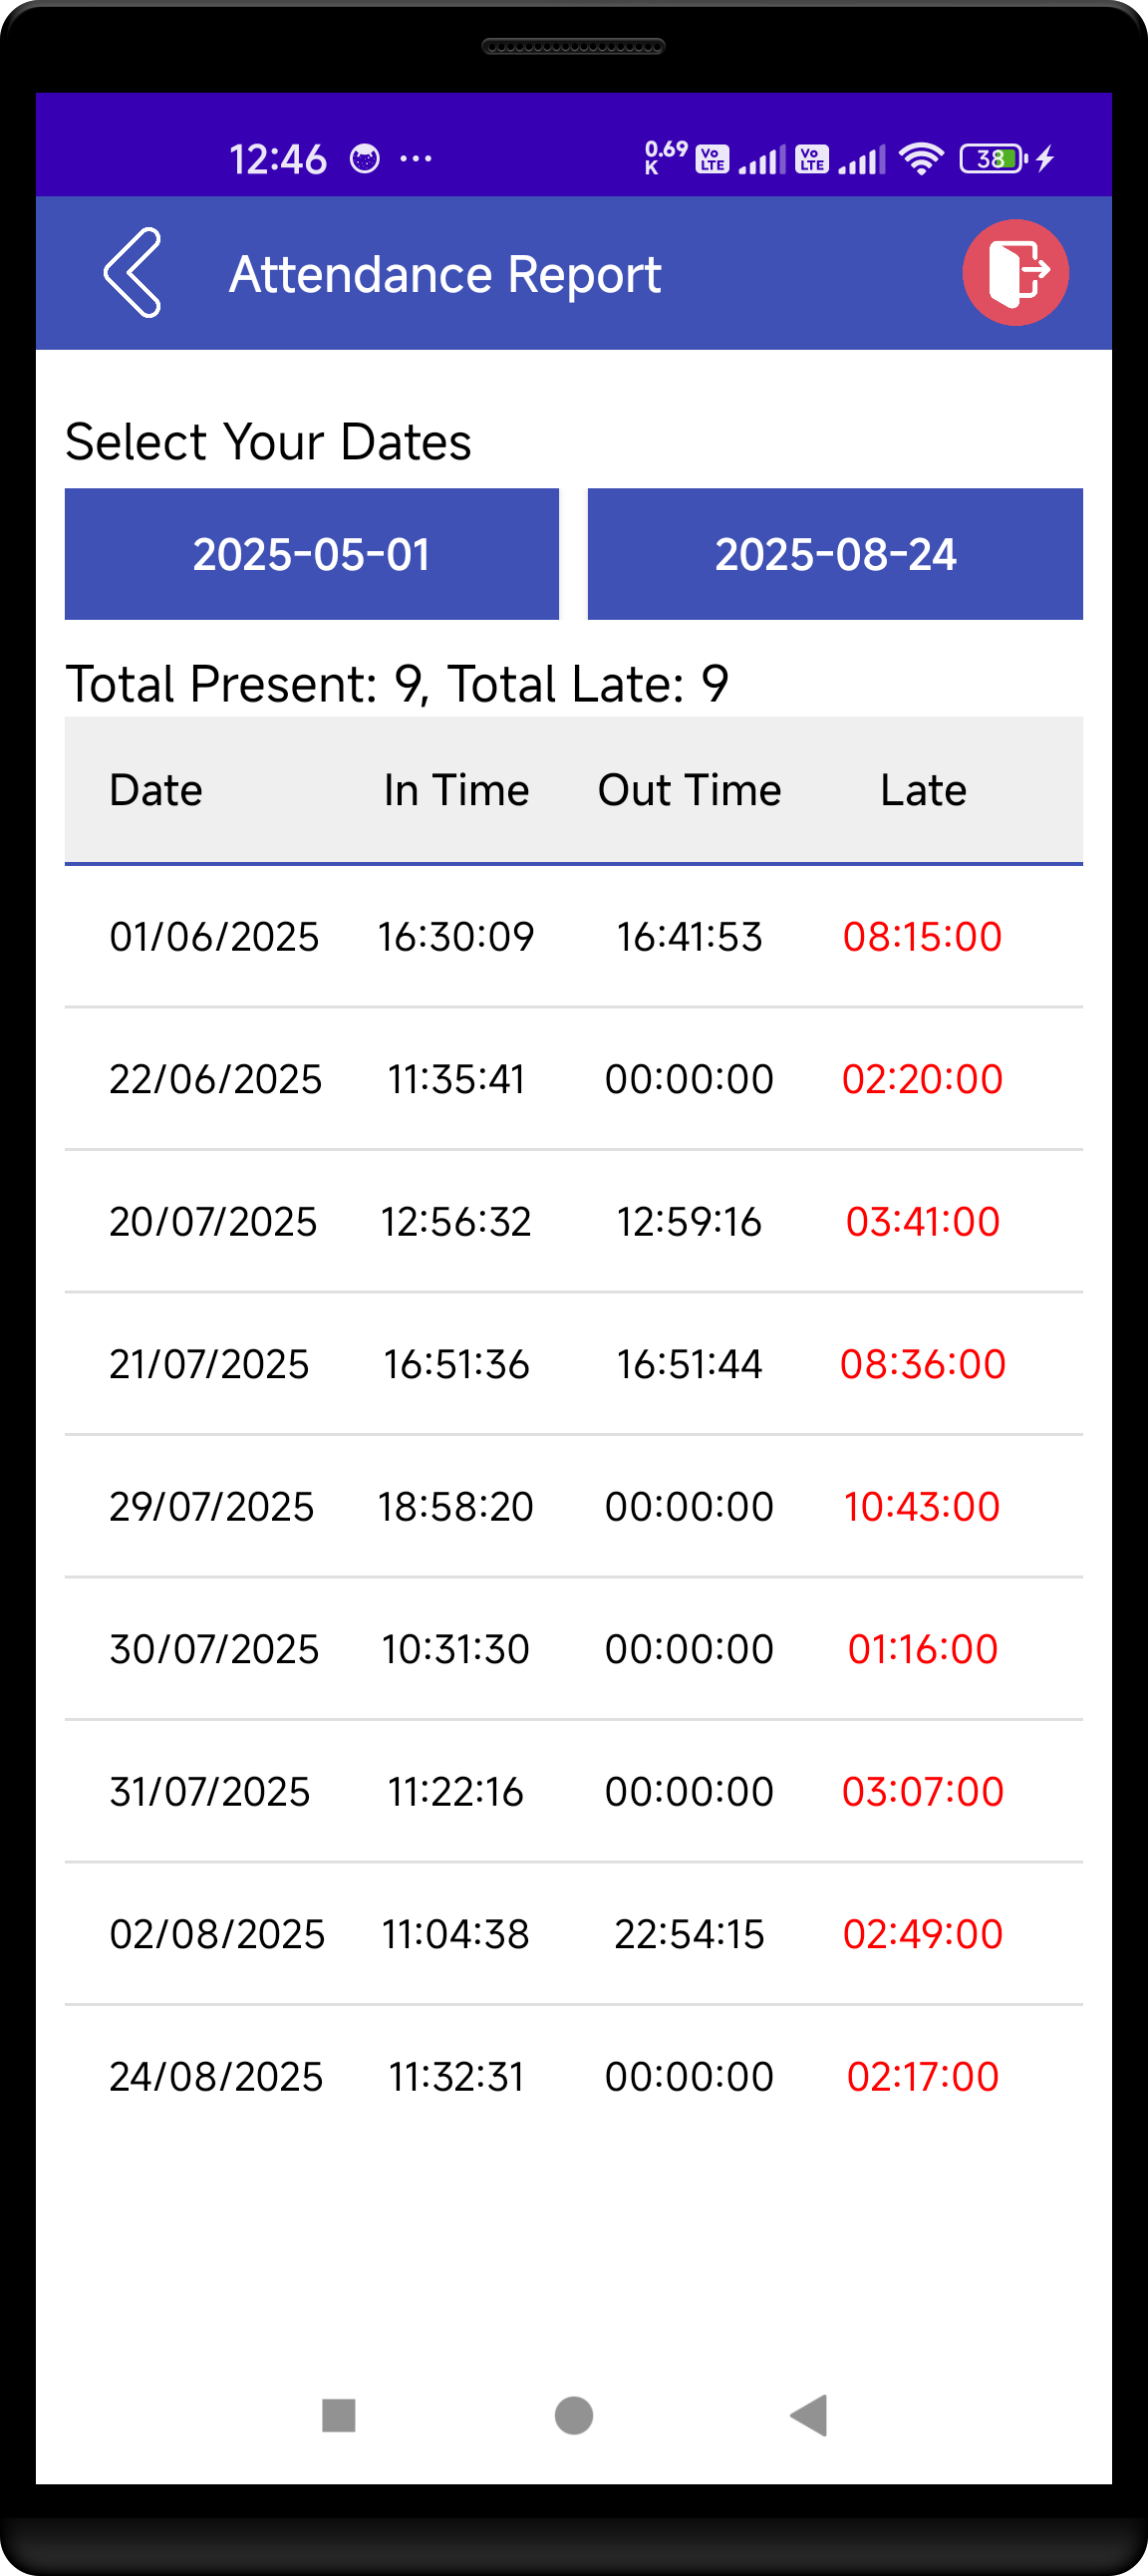 12:46 ... 0.69 K Vo LTE Vo LTE 38
Attendance Report
Select Your Dates
2025-05-01 2025-08-24
Total Present: 9, Total Late: 9
Date In Time Out Time Late
01/06/2025 16:30:09 16:41:53 08:15:00
22/06/2025 11:35:41 00:00:00 02:20:00
20/07/2025 12:56:32 12:59:16 03:41:00
21/07/2025 16:51:36 16:51:44 08:36:00
29/07/2025 18:58:20 00:00:00 10:43:00
30/07/2025 10:31:30 00:00:00 01:16:00
31/07/2025 11:22:16 00:00:00 03:07:00
02/08/2025 11:04:38 22:54:15 02:49:00
24/08/2025 11:32:31 00:00:00 02:17:00